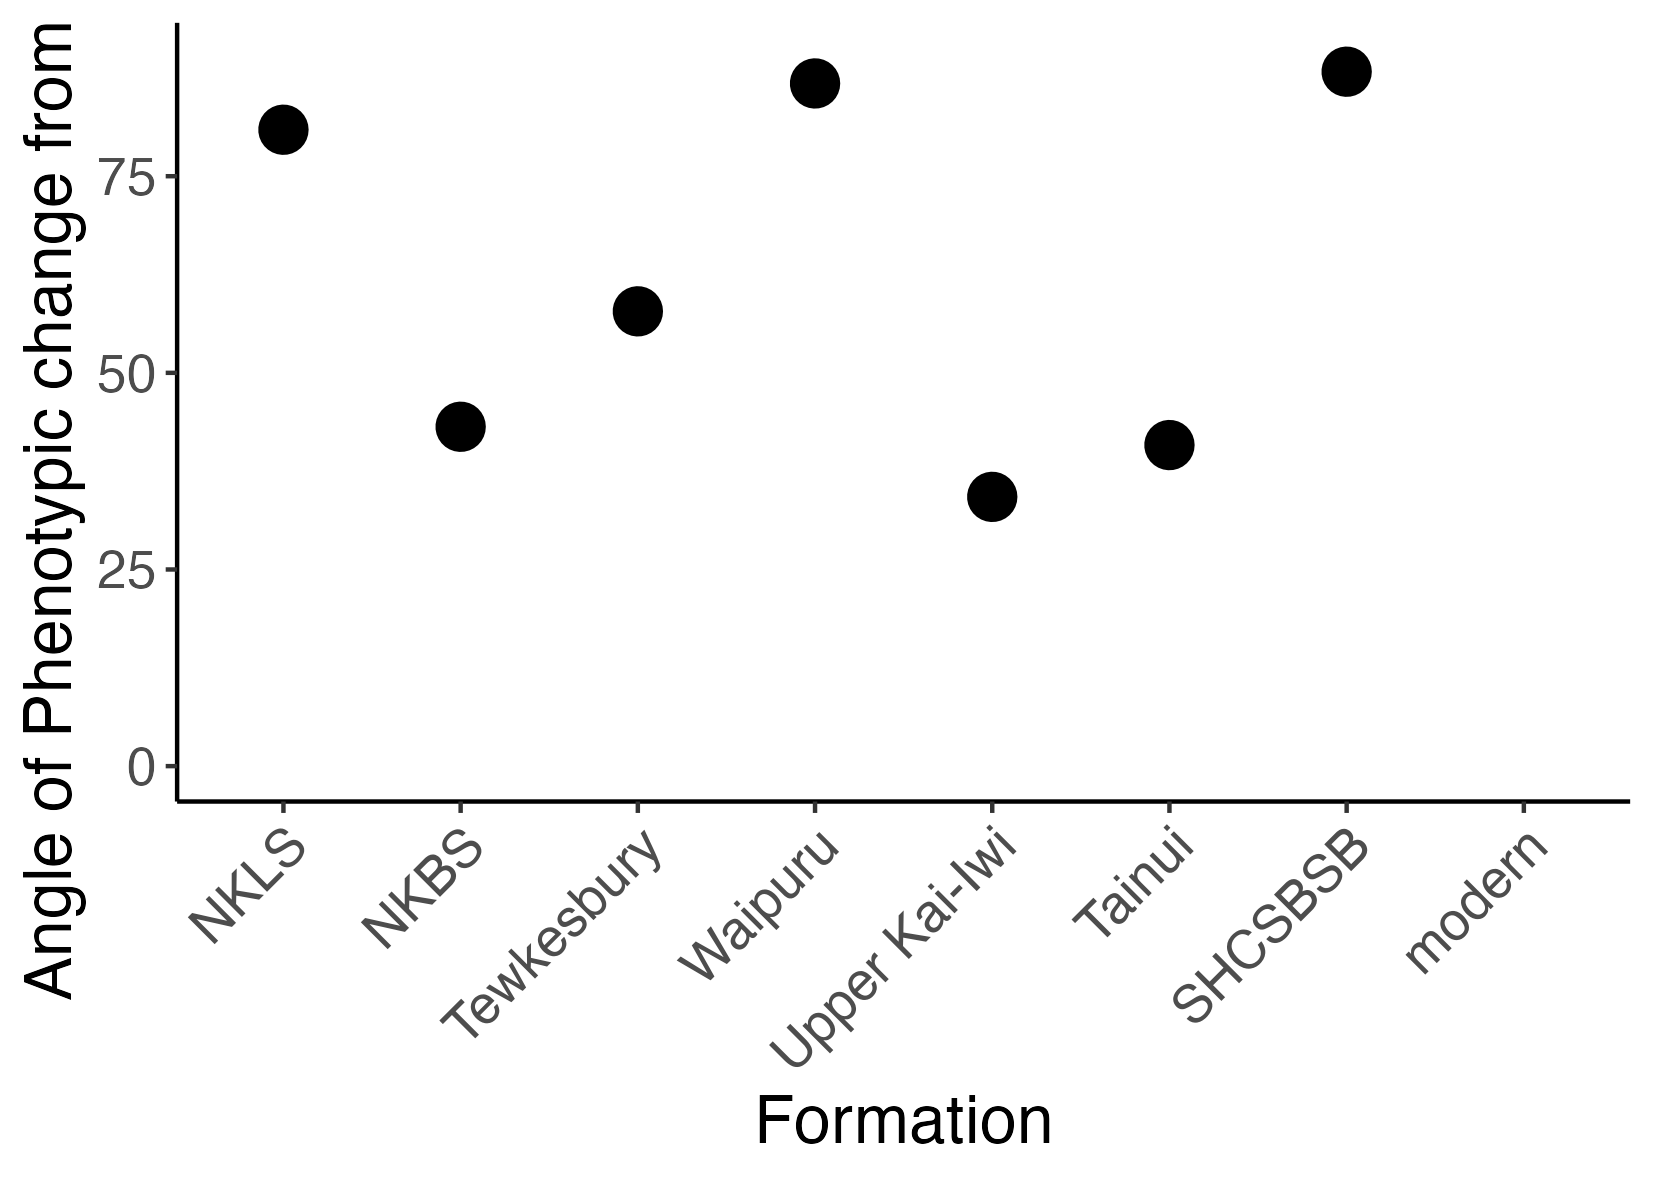 Angle of Phenotypic change from
75
50
25
0
NKLS
NKBS
Tewkesbury
Waipuru
Upper Kai-Iwi
Tainui
SHCSBSB
modern
Formation